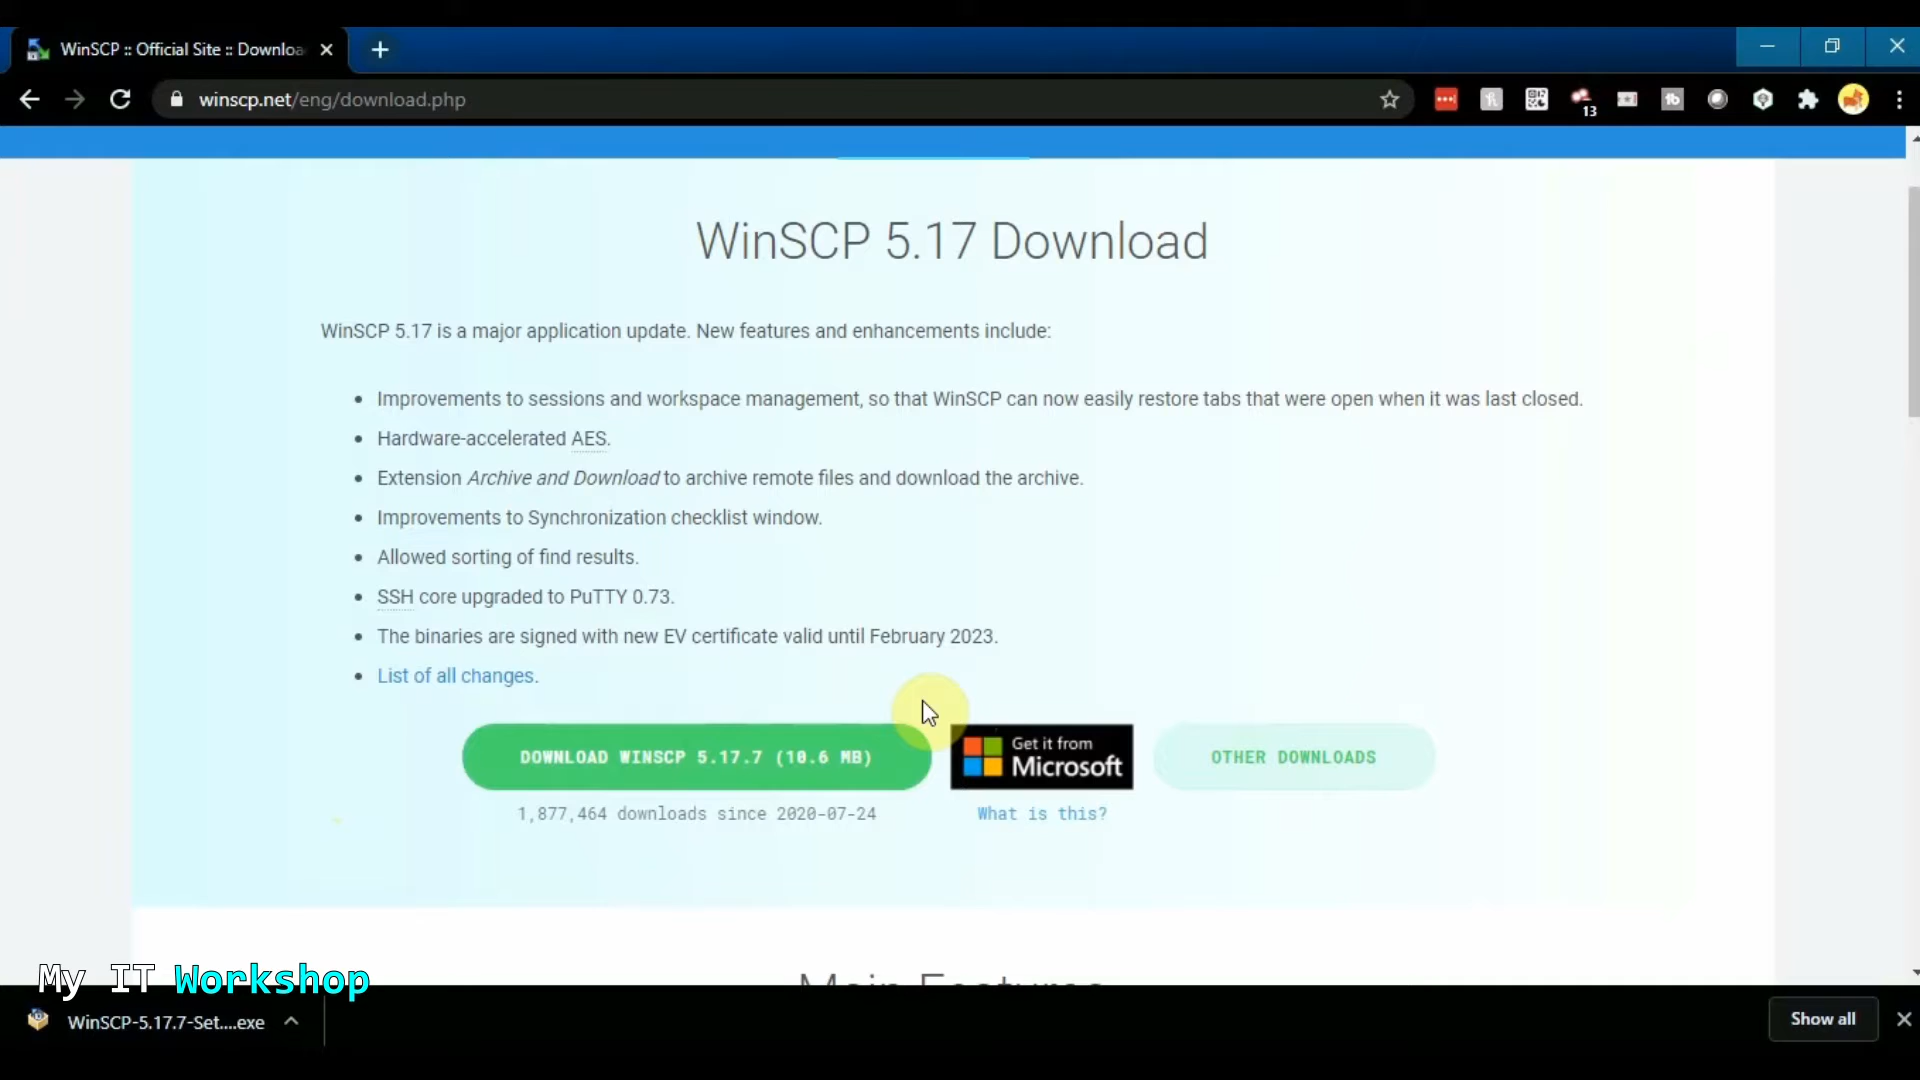 WinSCP :: Official Site :: Downloa
winscp.net/eng/download.php
13
WinSCP 5.17 Download
WinSCP 5.17 is a major application update. New features and enhancements include:
Improvements to sessions and workspace management, so that WinSCP can now easily restore tabs that were open when it was last closed.
Hardware-accelerated AES.
Extension Archive and Download to archive remote files and download the archive.
Improvements to Synchronization checklist window.
Allowed sorting of find results.
SSH core upgraded to PuTTY 0.73.
The binaries are signed with new EV certificate valid until February 2023.
List of all changes.
DOWNLOAD WINSCP 5.17.7 (10.6 MB)
Get it from
Microsoft
OTHER DOWNLOADS
1,877,464 downloads since 2020-07-24
What is this?
Main Features
My IT Workshop
WinSCP-5.17.7-Set....exe
Show all